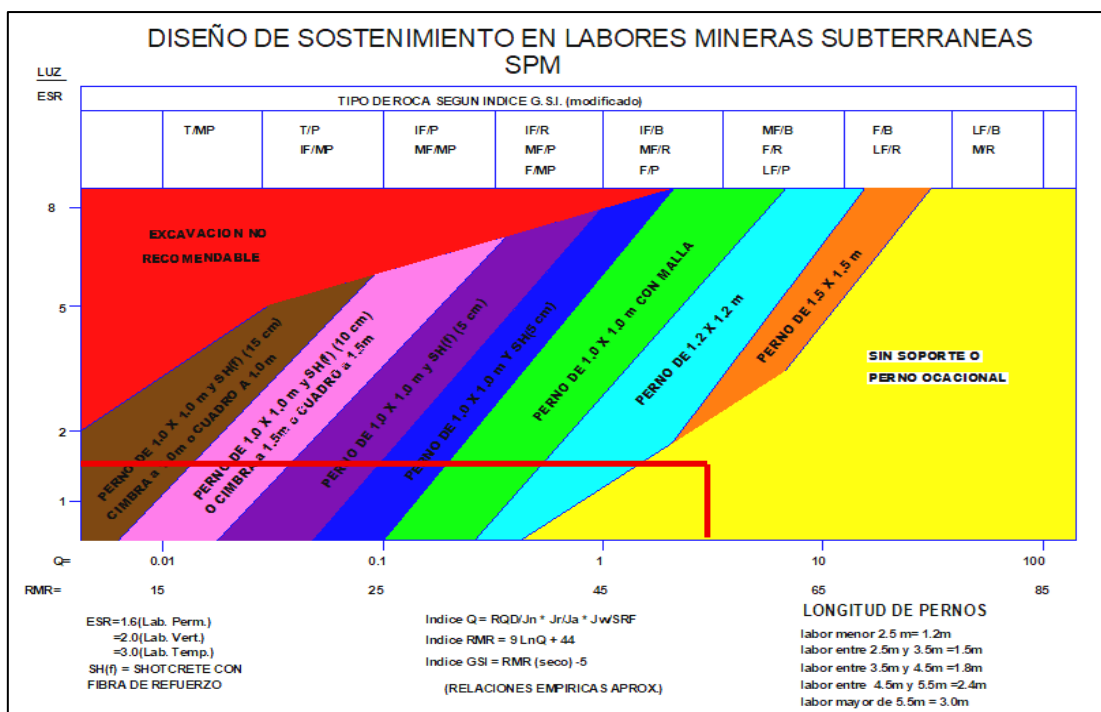 DISEÑO DE SOSTENIMIENTO EN LABORES MINERAS SUBTERRANEAS
SPM
LUZ
ESR
TIPO DE ROCA SEGUN INDICE G.S.I. (modificado)
T/MP
T/P
IF/MP
IF/P
MF/MP
IF/R
MF/P
F/MP
IF/B
MF/R
F/P
MF/B
F/R
LF/P
F/B
LF/R
LF/B
M/R
8
5
2
1
EXCAVACION NO
RECOMENDABLE
PERNO DE 1.0 X 1.0 m y SH(f) (15 cm)
CIMBRA a 1.0m o CUADRO A 1.0m
PERNO DE 1.0 X 1.0 m y SH(f) (10 cm)
O CIMBRA a 1.5m o CUADRO a 1.5m
PERNO DE 1.0 X 1.0 m y SH(f) (5 cm)
PERNO DE 1.0 X 1.0 m Y SH(5 cm)
PERNO DE 1.0 X 1.0 m CON MALLA
PERNO DE 1.2 X 1.2 m
PERNO DE 1.5 X 1.5 m
SIN SOPORTE O
PERNO OCACIONAL
Q= 0.01 0.1 1 10 100
RMR= 15 25 45 65 85
ESR=1.6(Lab. Perm.)
=2.0(Lab. Vert.)
=3.0(Lab. Temp.)
SH(f) = SHOTCRETE CON
FIBRA DE REFUERZO
Indice Q = RQD/Jn * Jr/Ja * Jw/SRF
Indice RMR = 9 LnQ + 44
Indice GSI = RMR (seco) -5
(RELACIONES EMPIRICAS APROX.)
LONGITUD DE PERNOS
labor menor 2.5 m= 1.2m
labor entre 2.5m y 3.5m =1.5m
labor entre 3.5m y 4.5m =1.8m
labor entre 4.5m y 5.5m =2.4m
labor mayor de 5.5m = 3.0m